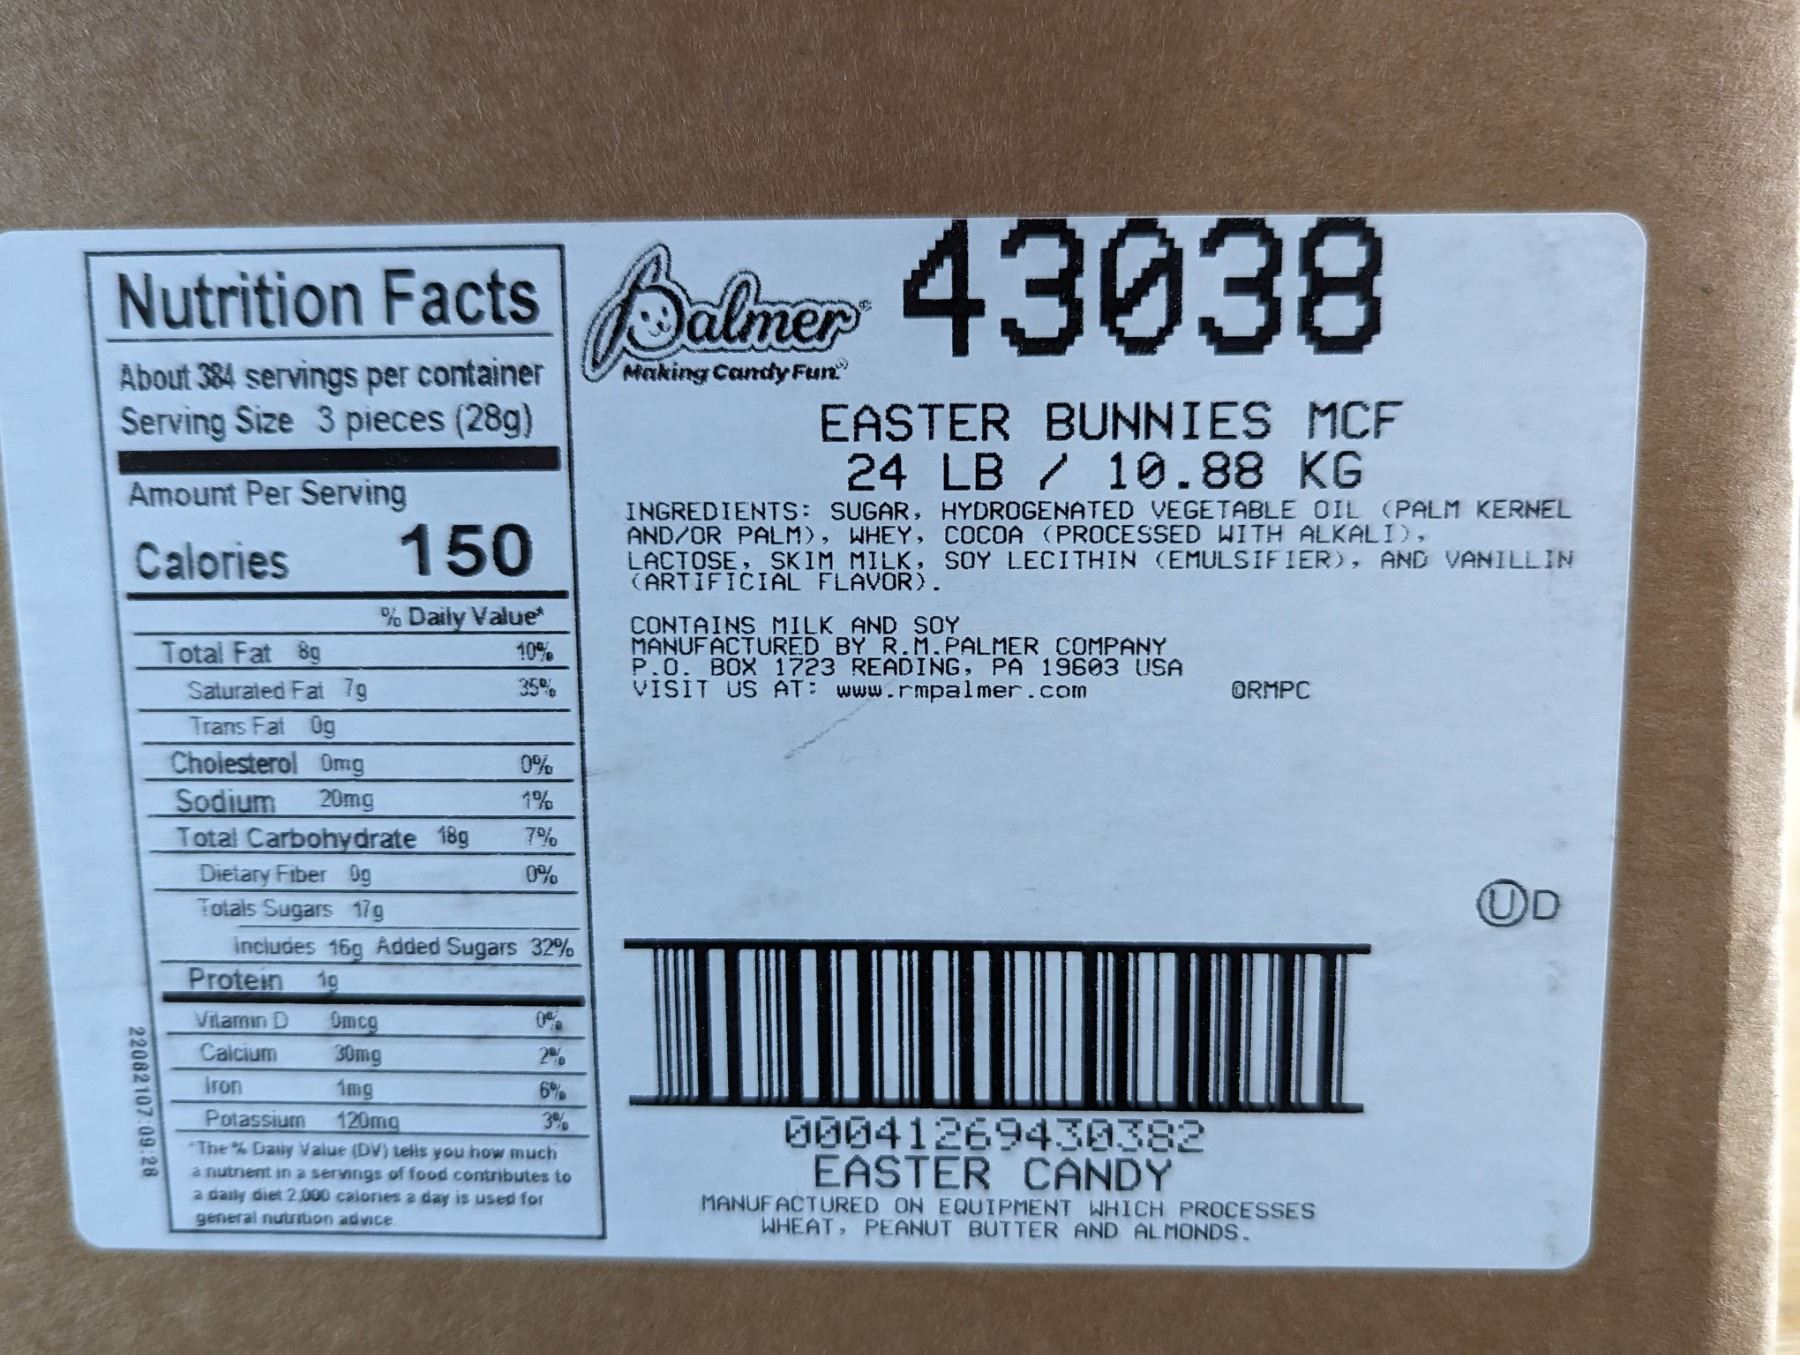 Nutrition Facts
About 384 servings per container
Serving Size 3 pieces (28g)
Amount Per Serving
Calories 150
% Daily Value*
Total Fat 8g 10%
Saturated Fat 7g 35%
Trans Fat 0g
Cholesterol 0mg 0%
Sodium 20mg 1%
Total Carbohydrate 18g 7%
Dietary Fiber 0g 0%
Totals Sugars 17g
Includes 16g Added Sugars 32%
Protein 1g
Vitamin D 0mcg 0%
Calcium 30mg 2%
Iron 1mg 6%
Potassium 120mg 3%
*The % Daily Value (DV) tells you how much
a nutrient in a servings of food contributes to
a daily diet 2,000 calories a day is used for
general nutrition advice.
22082107:09:28
Palmer®
Making Candy Fun®
43038
EASTER BUNNIES MCF
24 LB / 10.88 KG
INGREDIENTS: SUGAR, HYDROGENATED VEGETABLE OIL (PALM KERNEL
AND/OR PALM), WHEY, COCOA (PROCESSED WITH ALKALI),
LACTOSE, SKIM MILK, SOY LECITHIN (EMULSIFIER), AND VANILLIN
(ARTIFICIAL FLAVOR).
CONTAINS MILK AND SOY
MANUFACTURED BY R.M.PALMER COMPANY
P.O. BOX 1723 READING, PA 19603 USA
VISIT US AT: www.rmpalmer.com @RMPC
ⓊD
00041269430382
EASTER CANDY
MANUFACTURED ON EQUIPMENT WHICH PROCESSES
WHEAT, PEANUT BUTTER AND ALMONDS.